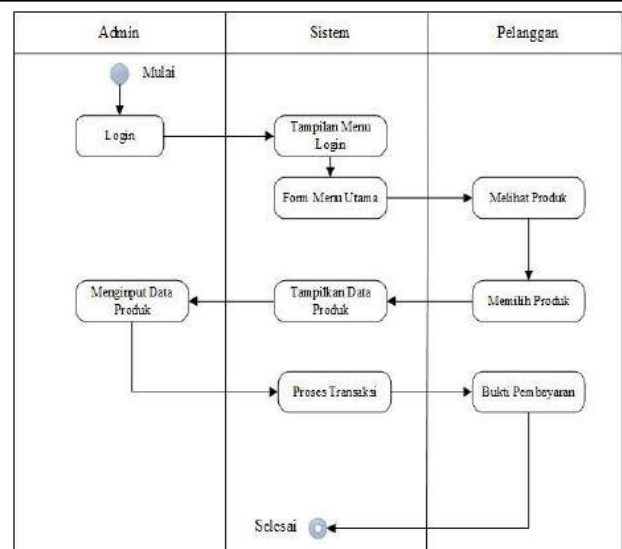 Admin
Sistem
Pelanggan
Mulai
Login
Tampilan Menu
Login
Form Menu Utama
Melihat Produk
Menginput Data
Produk
Tampilkan Data
Produk
Memilih Produk
Proses Transaksi
Bukti Pembayaran
Selesai